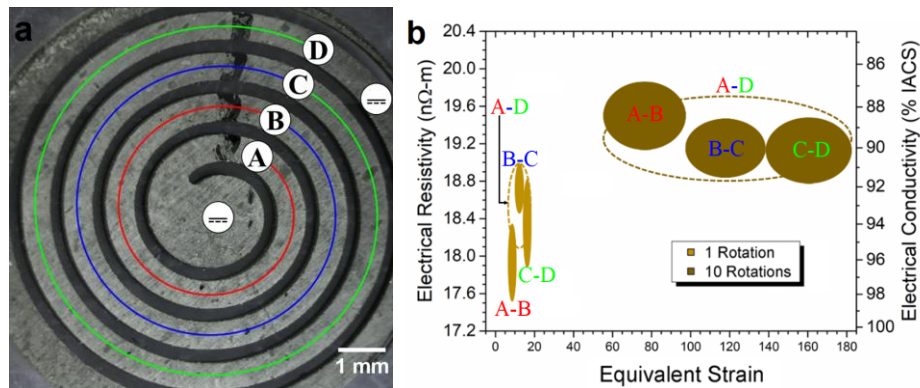 a
D
C
B
A
1 mm
b
Electrical Resistivity (nΩ-m)
20.4
20.0
19.6
19.2
18.8
18.4
18.0
17.6
17.2
A-D
B-C
C-D
A-B
A-D
A-B
B-C
C-D
1 Rotation
10 Rotations
86
88
90
92
94
96
98
100
Electrical Conductivity (% IACS)
0 20 40 60 80 100 120 140 160 180
Equivalent Strain